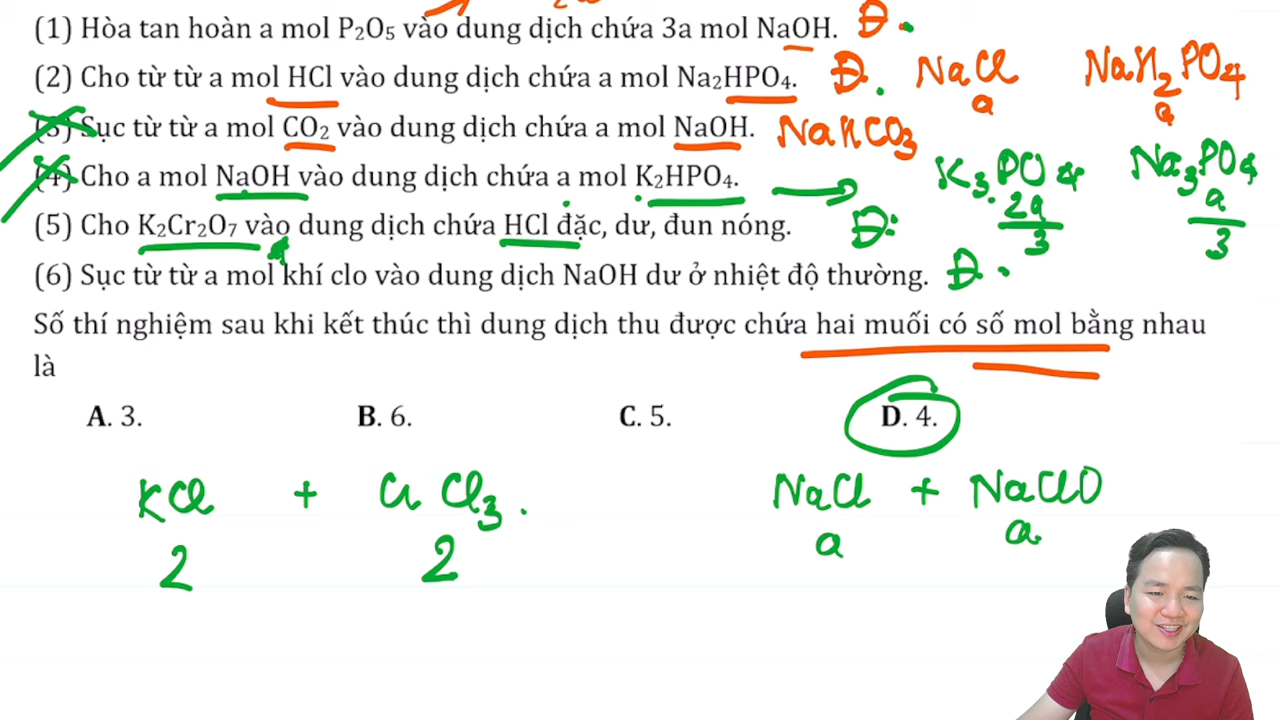 (1) Hòa tan hoàn a mol P₂O₅ vào dung dịch chứa 3a mol NaOH. Đ.
(2) Cho từ từ a mol HCl vào dung dịch chứa a mol Na₂HPO₄. Đ. NaCl NaH₂PO₄
a a
(3) Sục từ từ a mol CO₂ vào dung dịch chứa a mol NaOH. NaHCO₃
(4) Cho a mol NaOH vào dung dịch chứa a mol K₂HPO₄. K₃PO₄ Na₃PO₄
2a/3 a/3
(5) Cho K₂Cr₂O₇ vào dung dịch chứa HCl đặc, dư, đun nóng. Đ:
(6) Sục từ từ a mol khí clo vào dung dịch NaOH dư ở nhiệt độ thường. Đ.
Số thí nghiệm sau khi kết thúc thì dung dịch thu được chứa hai muối có số mol bằng nhau
là
A. 3. B. 6. C. 5. D. 4.
KCl + CrCl₃. NaCl + NaClO
2 2 a a